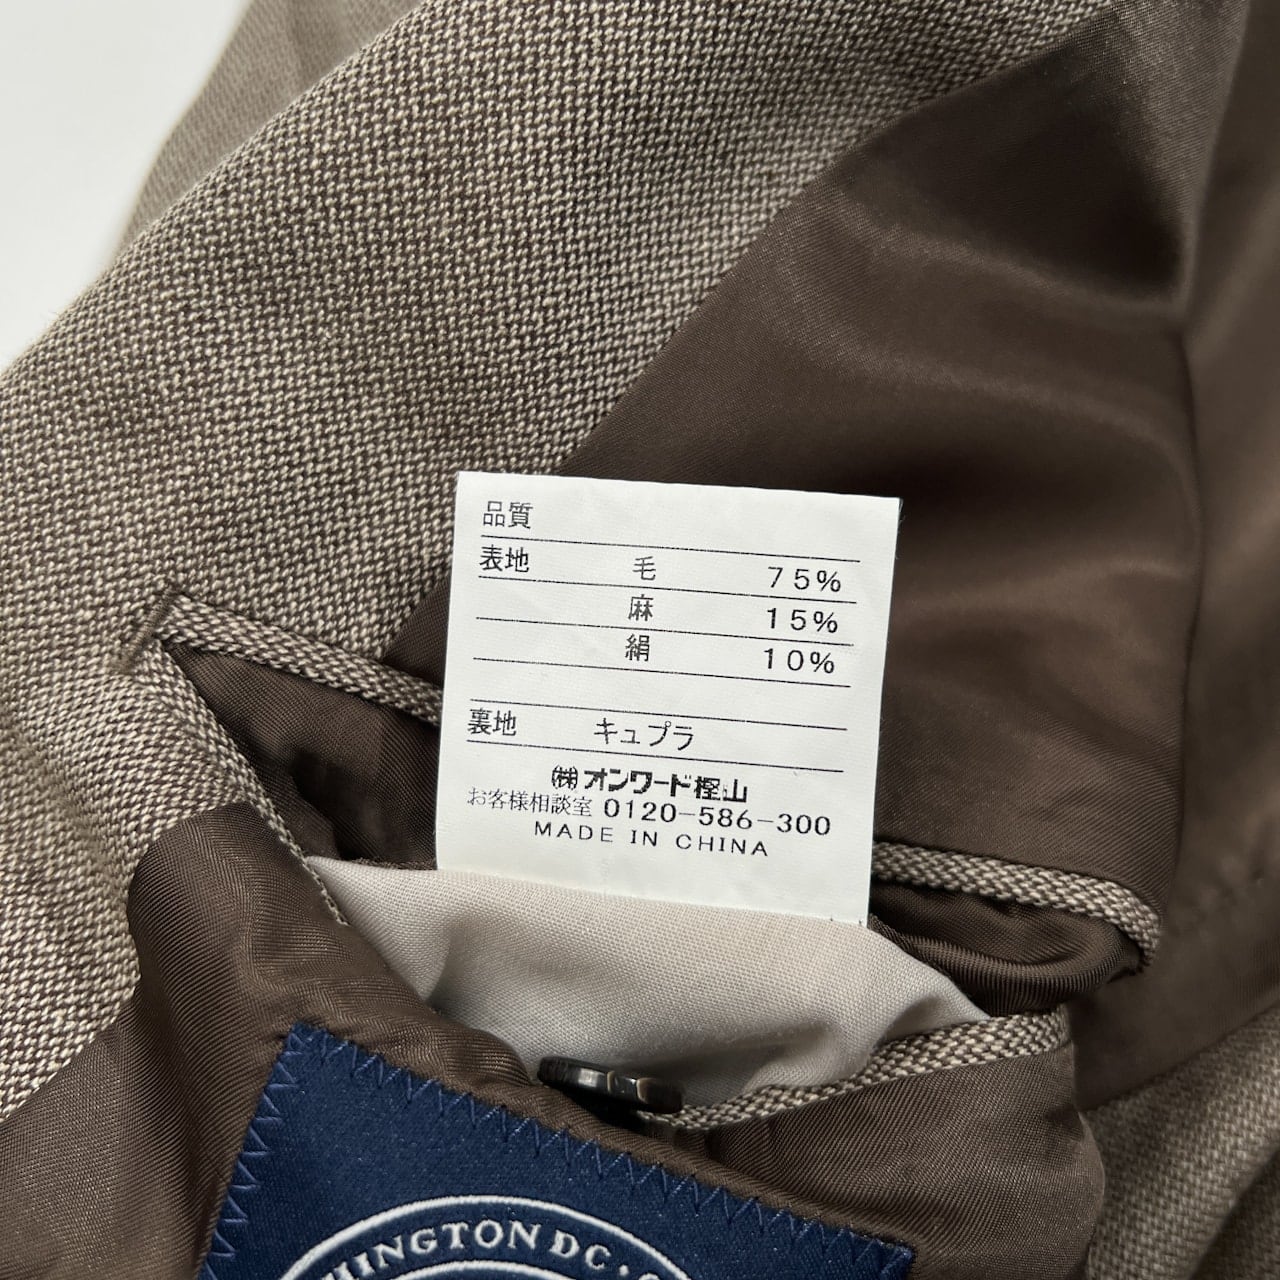 品質
表地 毛 75%
麻 15%
絹 10%
裏地 キュプラ
㈱オンワード樫山
お客様相談室 0120-586-300
MADE IN CHINA
HINGTON DC ·